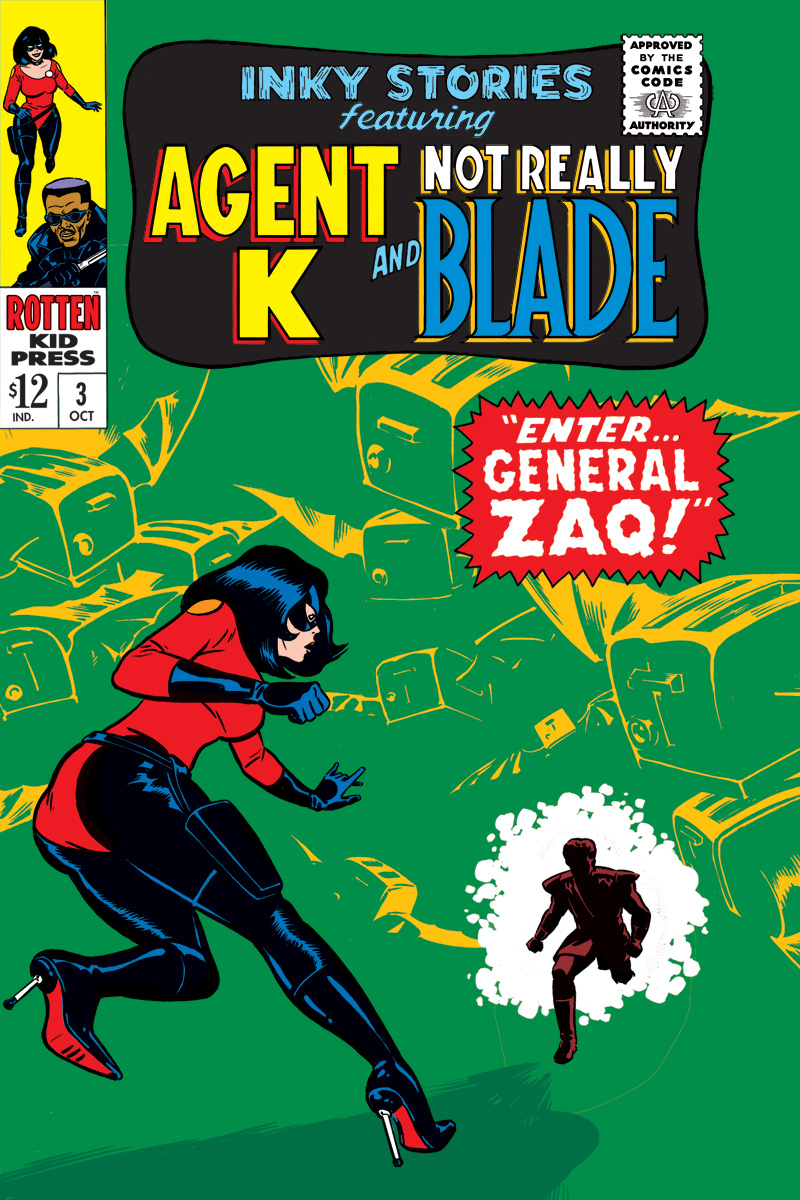 INKY STORIES
featuring
AGENT
K
AND
NOT REALLY
BLADE
APPROVED
BY THE
COMICS
CODE
CA
AUTHORITY
ROTTEN™
KID
PRESS
$12
IND.
3
OCT
"ENTER...
GENERAL
ZAQ!"